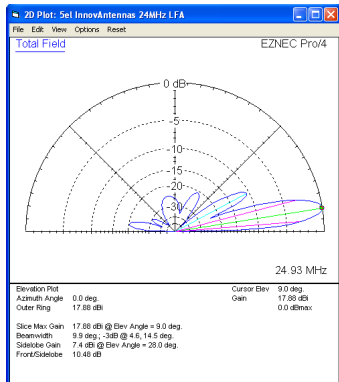 2D Plot: 5el InnovAntennas 24MHz LFA
File Edit View Options Reset
Total Field
EZNEC Pro/4
0 dB
-5
-10
-15
-20
-30
24.93 MHz
Elevation Plot
Cursor Elev 9.0 deg.
Azimuth Angle 0.0 deg.
Gain 17.88 dBi
Outer Ring 17.88 dBi
0.0 dBmax
Slice Max Gain 17.88 dBi @ Elev Angle = 9.0 deg.
Beamwidth 9.9 deg.; -3dB @ 4.6, 14.5 deg.
Sidelobe Gain 7.4 dBi @ Elev Angle = 28.0 deg.
Front/Sidelobe 10.48 dB